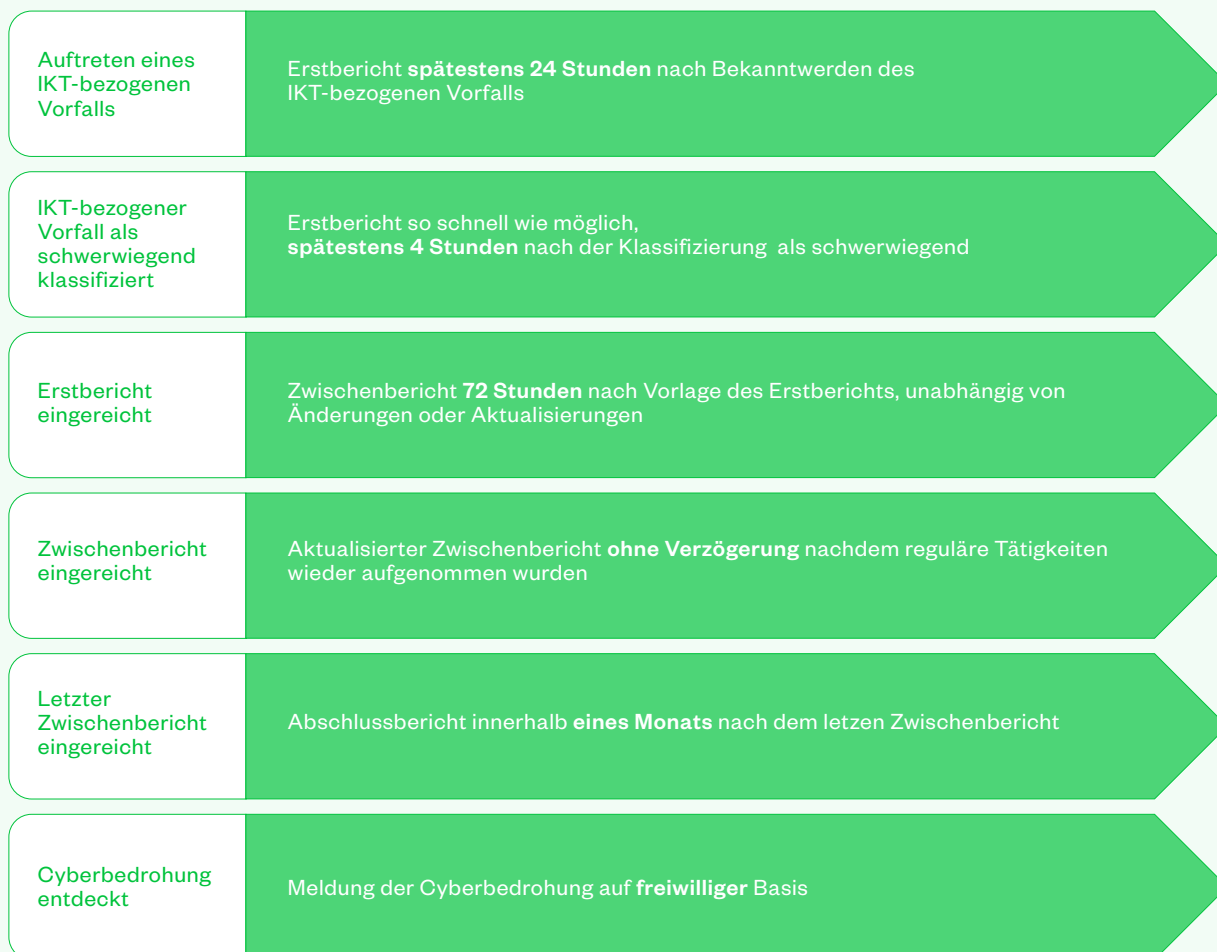 Auftreten eines
IKT-bezogenen
Vorfalls
Erstbericht spätestens 24 Stunden nach Bekanntwerden des
IKT-bezogenen Vorfalls
IKT-bezogener
Vorfall als
schwerwiegend
klassifiziert
Erstbericht so schnell wie möglich,
spätestens 4 Stunden nach der Klassifizierung  als schwerwiegend
Erstbericht
eingereicht
Zwischenbericht 72 Stunden nach Vorlage des Erstberichts, unabhängig von
Änderungen oder Aktualisierungen
Zwischenbericht
eingereicht
Aktualisierter Zwischenbericht ohne Verzögerung nachdem reguläre Tätigkeiten
wieder aufgenommen wurden
Letzter
Zwischenbericht
eingereicht
Abschlussbericht innerhalb eines Monats nach dem letzen Zwischenbericht
Cyberbedrohung
entdeckt
Meldung der Cyberbedrohung auf freiwilliger Basis